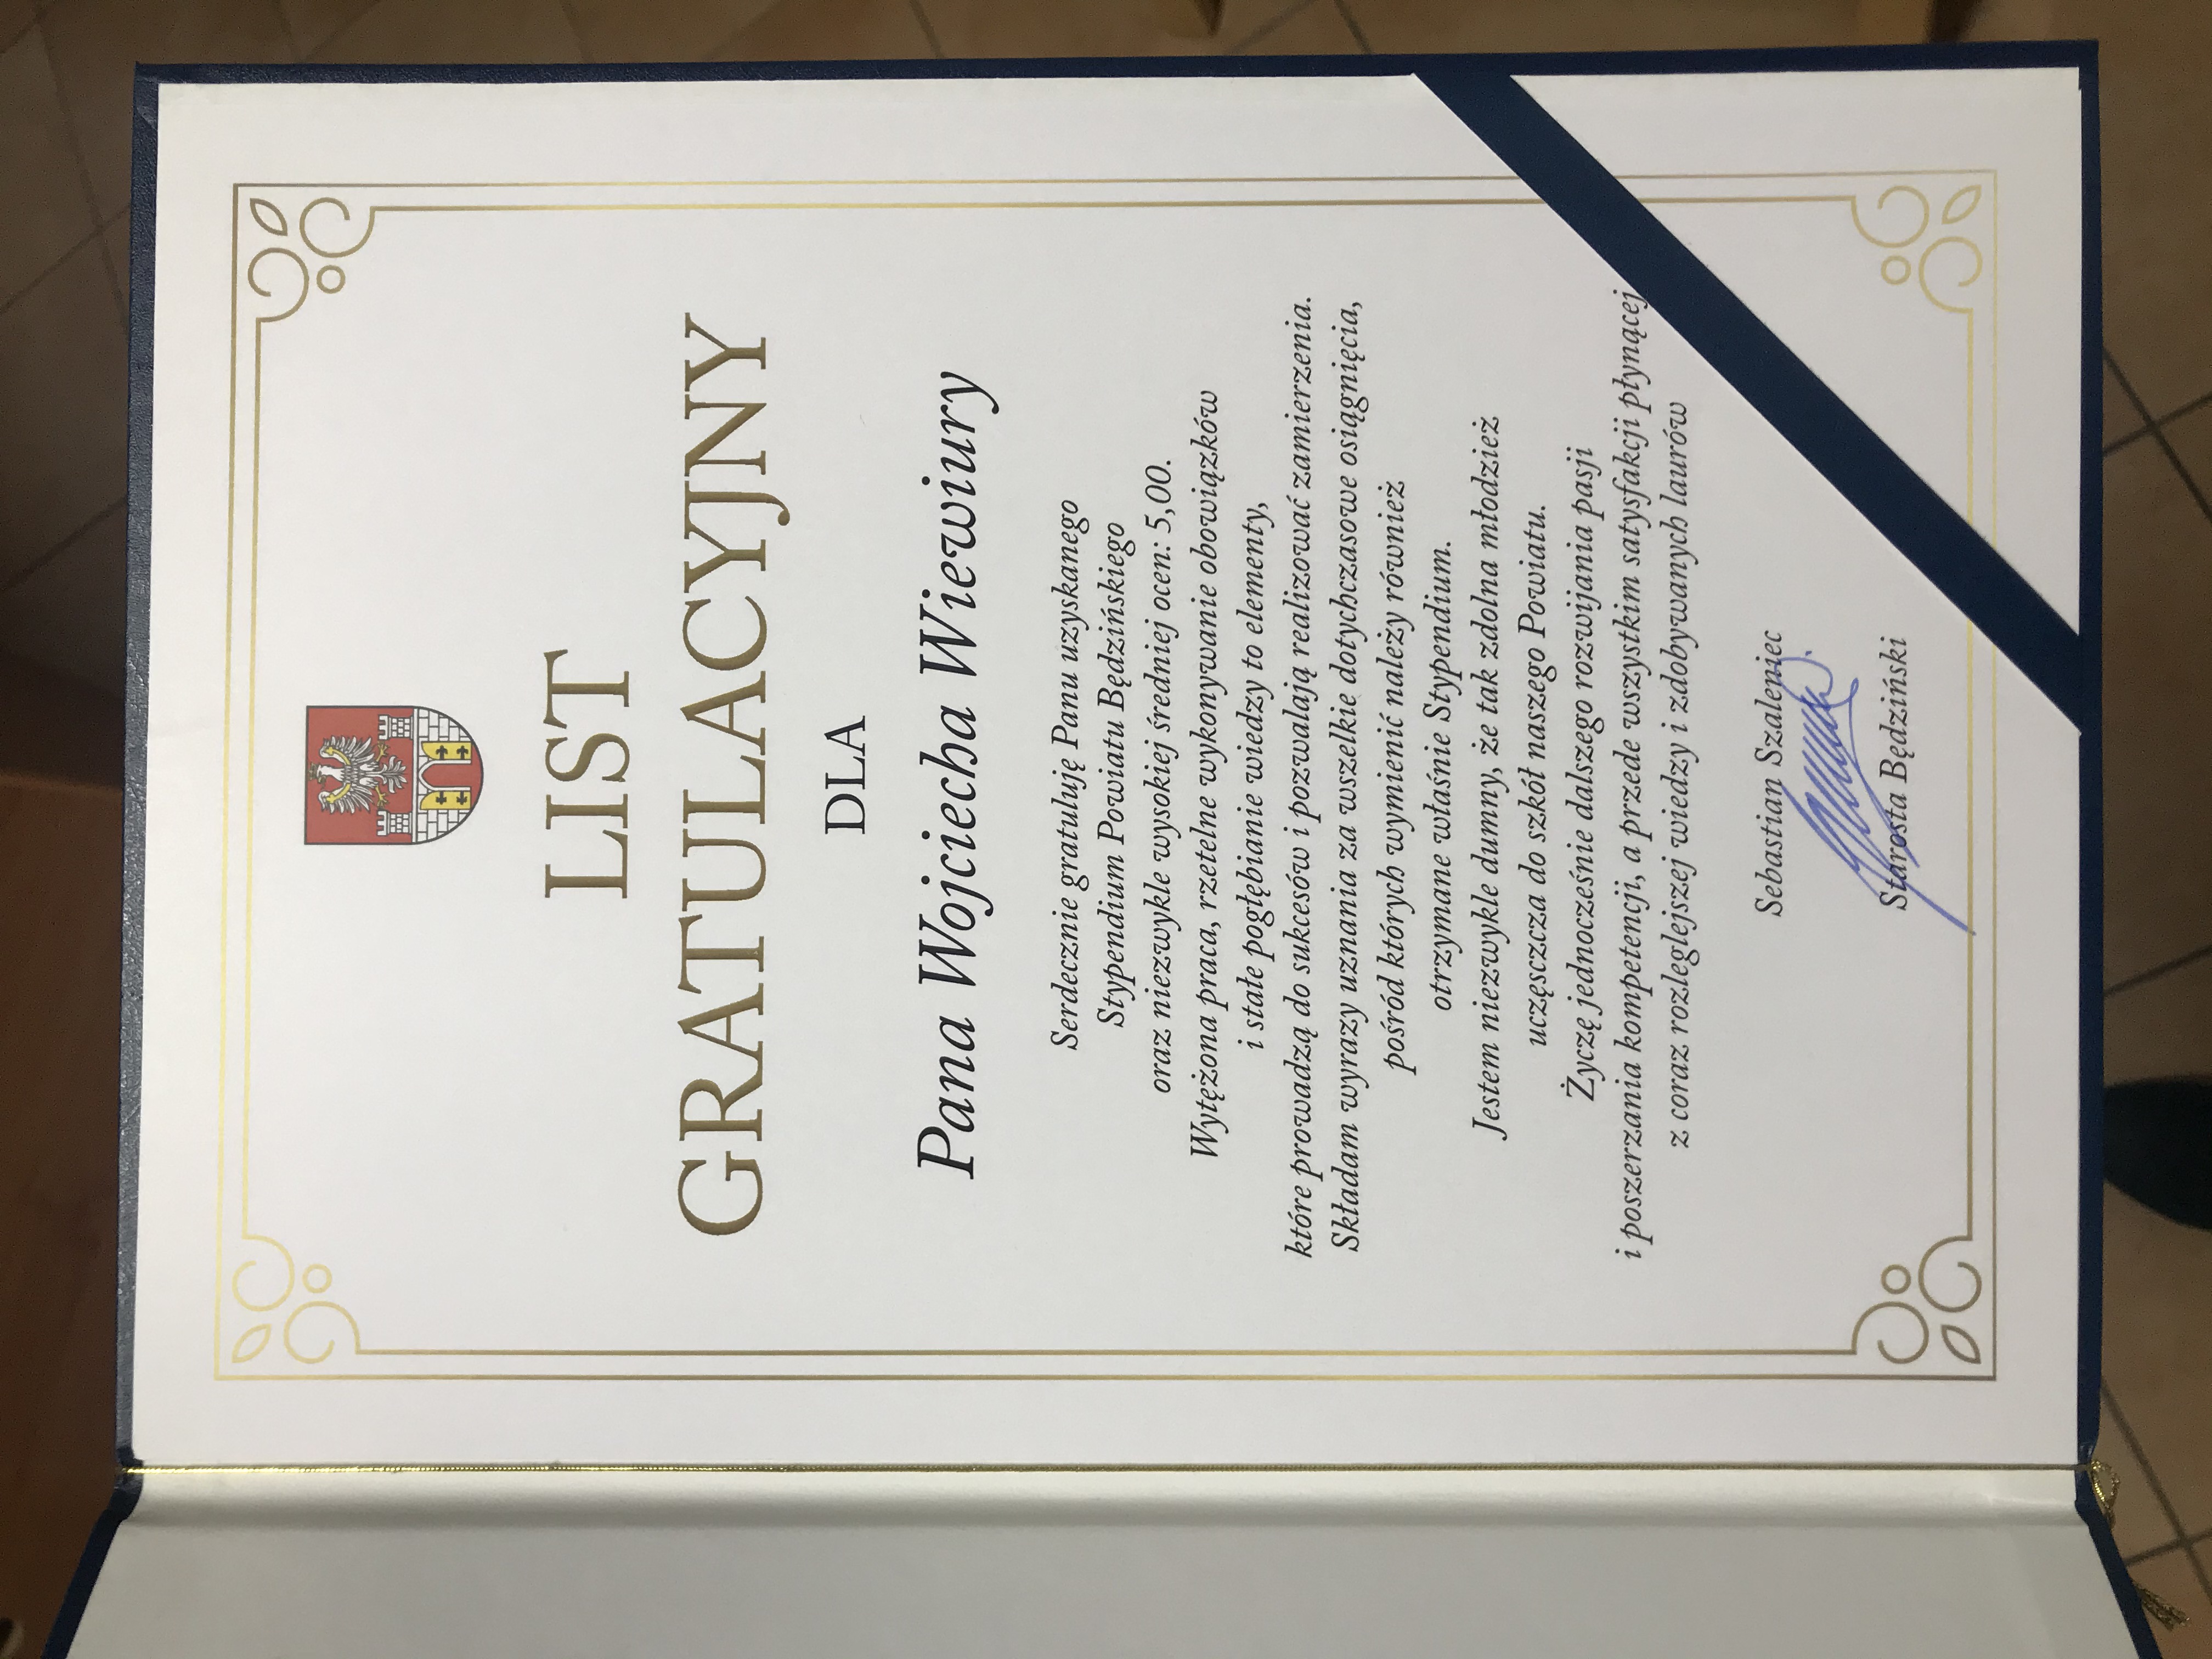 LIST
GRATULACYJNY
DLA
Pana Wojciecha Wiewiury
Serdecznie gratuluję Panu uzyskanego
Stypendium Powiatu Będzińskiego
oraz niezwykle wysokiej średniej ocen: 5,00.
Wytężona praca, rzetelne wykonywanie obowiązków
i stałe pogłębianie wiedzy to elementy,
które prowadzą do sukcesów i pozwalają realizować zamierzenia.
Składam wyrazy uznania za wszelkie dotychczasowe osiągnięcia,
pośród których wymienić należy również
otrzymane właśnie Stypendium.
Jestem niezwykle dumny, że tak zdolna młodzież
uczęszcza do szkół naszego Powiatu.
Życzę jednocześnie dalszego rozwijania pasji
i poszerzania kompetencji, a przede wszystkim satysfakcji płynącej
z coraz rozleglejszej wiedzy i zdobywanych laurów
Sebastian Szaleniec
Starosta Będziński